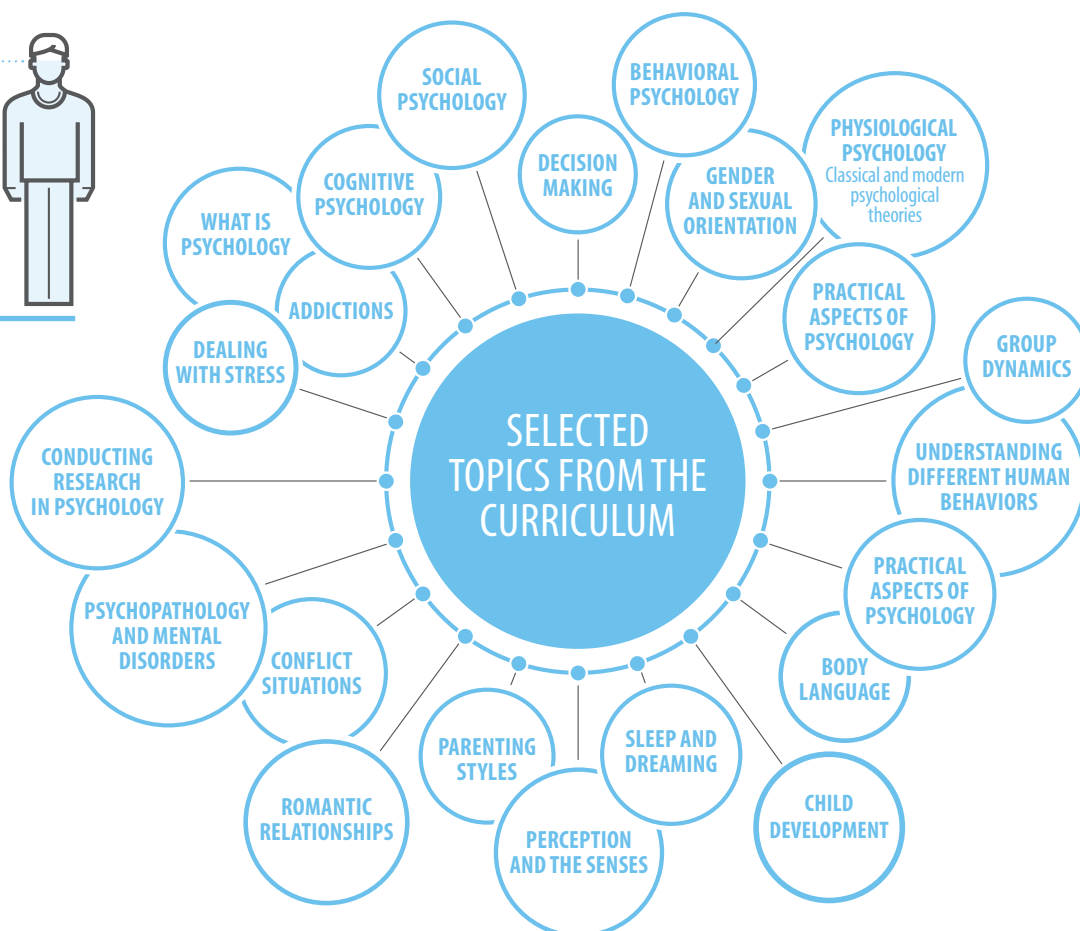 SOCIAL
PSYCHOLOGY
BEHAVIORAL
PSYCHOLOGY
DECISION
MAKING
PHYSIOLOGICAL
PSYCHOLOGY
Classical and modern
psychological
theories
COGNITIVE
PSYCHOLOGY
GENDER
AND SEXUAL
ORIENTATION
WHAT IS
PSYCHOLOGY
ADDICTIONS
PRACTICAL
ASPECTS OF
PSYCHOLOGY
DEALING
WITH STRESS
GROUP
DYNAMICS
SELECTED
TOPICS FROM THE
CURRICULUM
CONDUCTING
RESEARCH
IN PSYCHOLOGY
UNDERSTANDING
DIFFERENT HUMAN
BEHAVIORS
PRACTICAL
ASPECTS OF
PSYCHOLOGY
PSYCHOPATHOLOGY
AND MENTAL
DISORDERS
CONFLICT
SITUATIONS
BODY
LANGUAGE
PARENTING
STYLES
SLEEP AND
DREAMING
ROMANTIC
RELATIONSHIPS
PERCEPTION
AND THE SENSES
CHILD
DEVELOPMENT